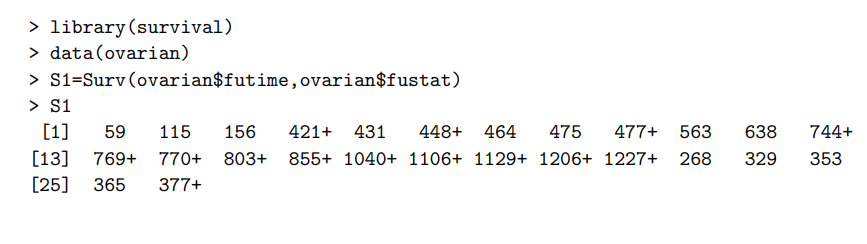 > library(survival)
> data(ovarian)
> S1=Surv(ovarian$futime,ovarian$fustat)
> S1
[1] 59 115 156 421+ 431 448+ 464 475 477+ 563 638 744+
[13] 769+ 770+ 803+ 855+ 1040+ 1106+ 1129+ 1206+ 1227+ 268 329 353
[25] 365 377+